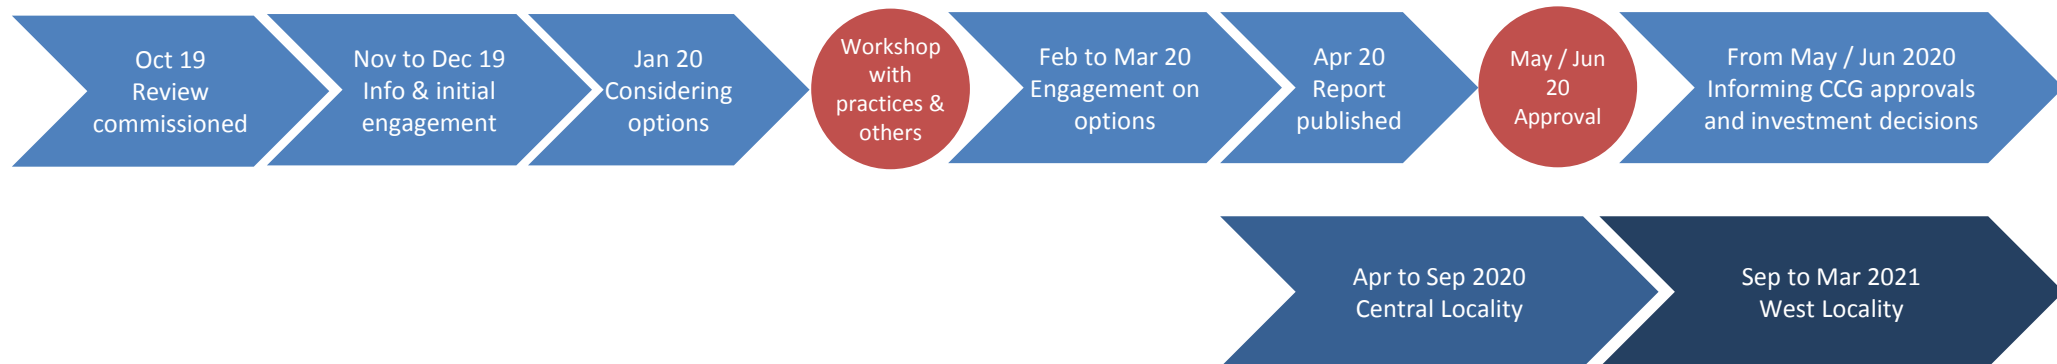 Oct 19
Review
commissioned
Nov to Dec 19
Info & initial
engagement
Jan 20
Considering
options
Workshop
with
practices &
others
Feb to Mar 20
Engagement on
options
Apr 20
Report
published
May / Jun
20
Approval
From May / Jun 2020
Informing CCG approvals
and investment decisions
Apr to Sep 2020
Central Locality
Sep to Mar 2021
West Locality